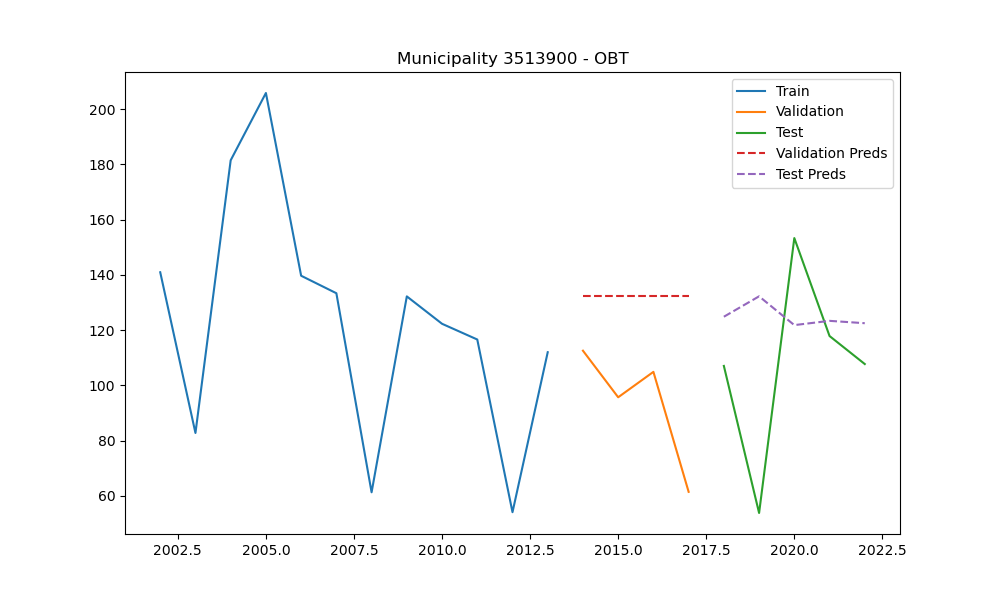 Municipality 3513900 - OBT
Train
Validation
Test
Validation Preds
Test Preds
200
180
160
140
120
100
80
60
2002.5 2005.0 2007.5 2010.0 2012.5 2015.0 2017.5 2020.0 2022.5